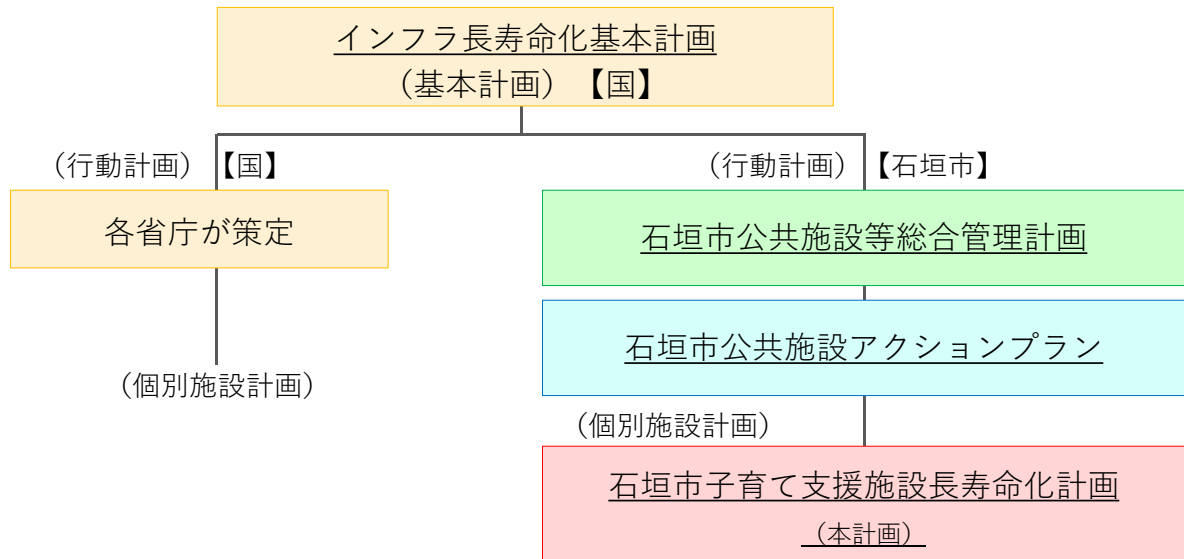 インフラ長寿命化基本計画
（基本計画）【国】
（行動計画）【国】
（行動計画）【石垣市】
各省庁が策定
石垣市公共施設等総合管理計画
石垣市公共施設アクションプラン
（個別施設計画）
（個別施設計画）
石垣市子育て支援施設長寿命化計画
（本計画）